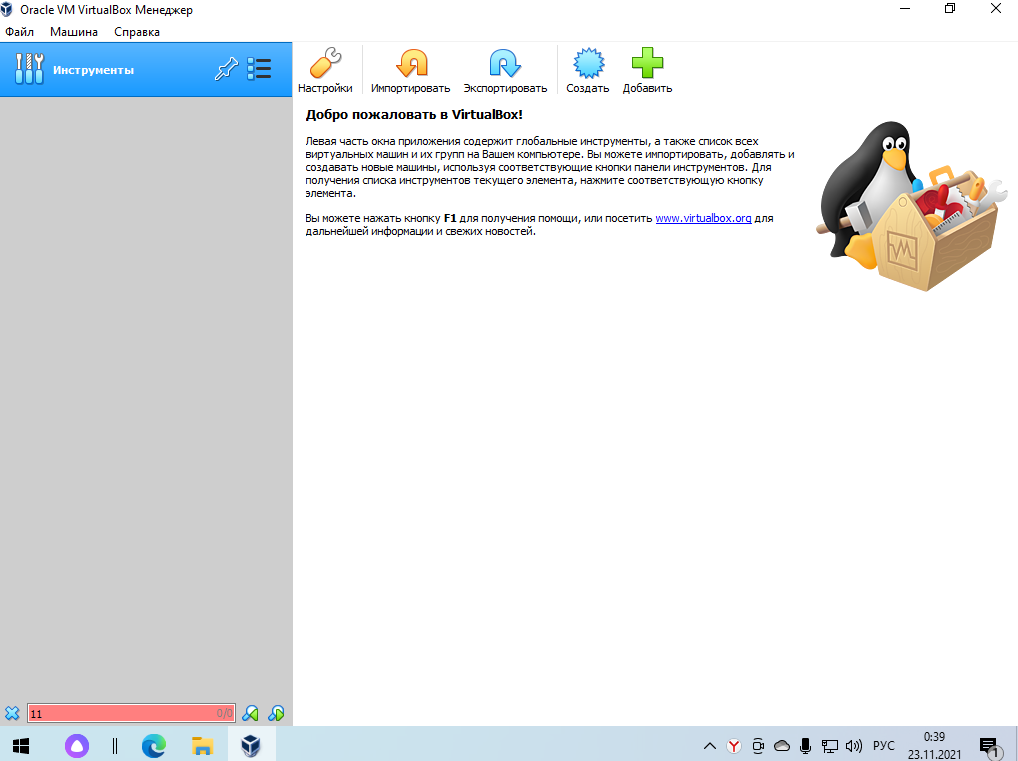 Oracle VM VirtualBox Менеджер
Файл Машина Справка
Инструменты
Настройки Импортировать Экспортировать Создать Добавить
Добро пожаловать в VirtualBox!
Левая часть окна приложения содержит глобальные инструменты, а также список всех
виртуальных машин и их групп на Вашем компьютере. Вы можете импортировать, добавлять и
создавать новые машины, используя соответствующие кнопки панели инструментов. Для
получения списка инструментов текущего элемента, нажмите соответствующую кнопку
элемента.
Вы можете нажать кнопку F1 для получения помощи, или посетить www.virtualbox.org для
дальнейшей информации и свежих новостей.
11 0/0
РУС
0:39
23.11.2021
1